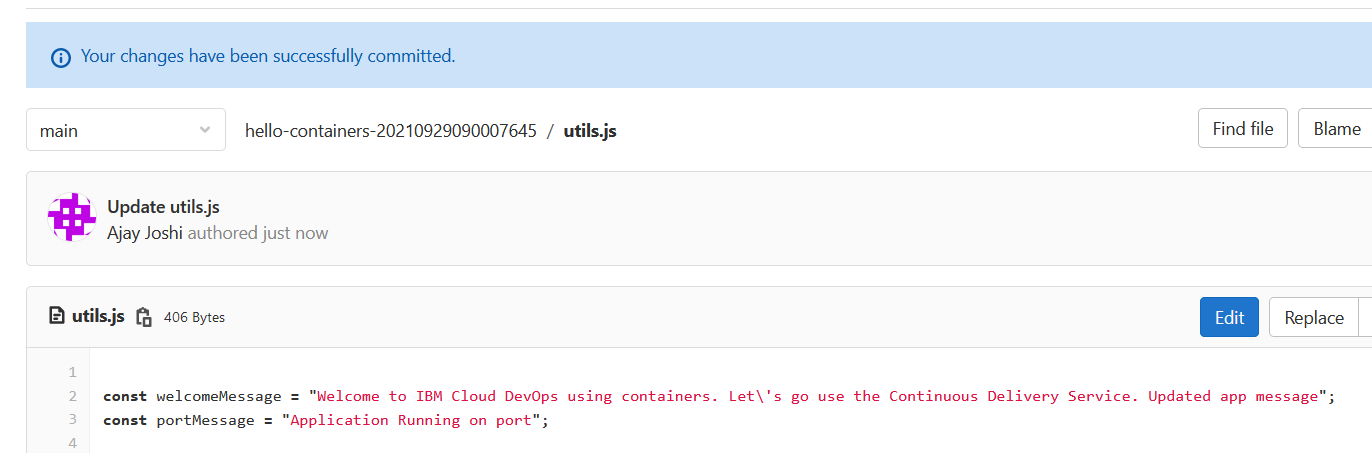 Your changes have been successfully committed.
main
hello-containers-20210929090007645 / utils.js
Find file
Blame
Update utils.js
Ajay Joshi authored just now
utils.js 406 Bytes
Edit
Replace
1
2 const welcomeMessage = "Welcome to IBM Cloud DevOps using containers. Let\'s go use the Continuous Delivery Service. Updated app message";
3 const portMessage = "Application Running on port";
4